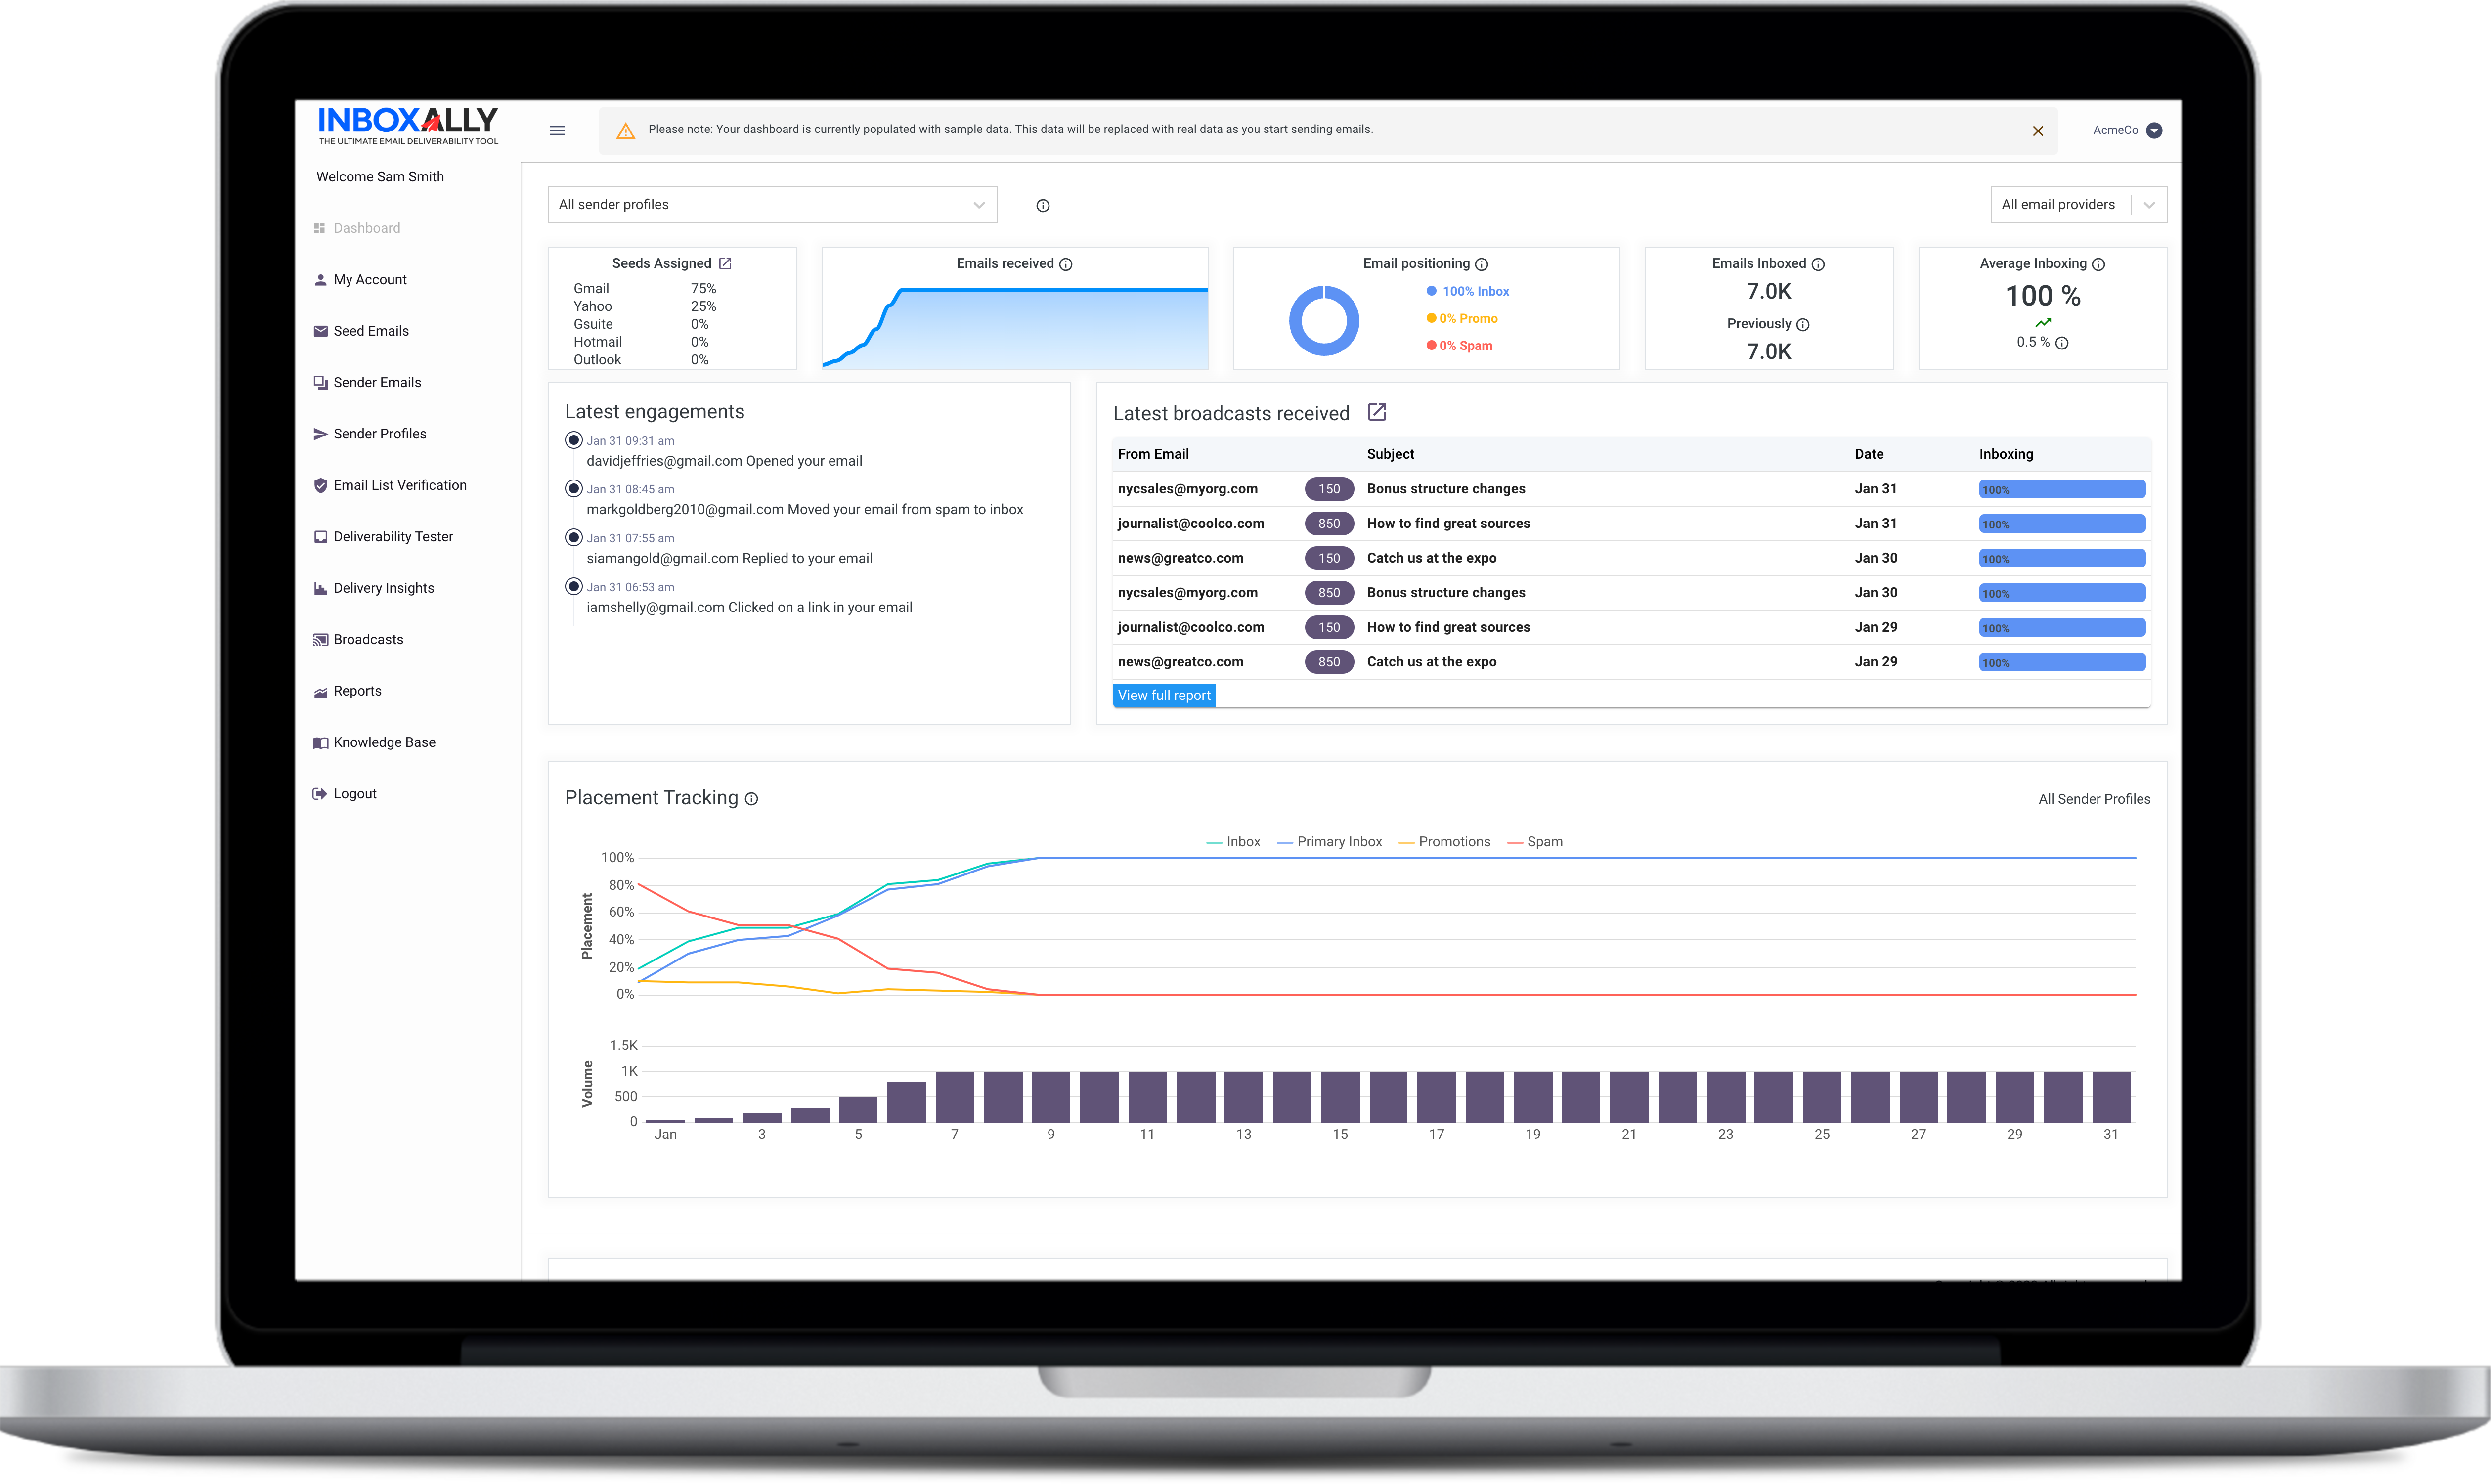 INBOXALLY
THE ULTIMATE EMAIL DELIVERABILITY TOOL
Please note: Your dashboard is currently populated with sample data. This data will be replaced with real data as you start sending emails.
AcmeCo
Welcome Sam Smith
Dashboard
My Account
Seed Emails
Sender Emails
Sender Profiles
Email List Verification
Deliverability Tester
Delivery Insights
Broadcasts
Reports
Knowledge Base
Logout
All sender profiles
All email providers
Seeds Assigned
Gmail 75%
Yahoo 25%
Gsuite 0%
Hotmail 0%
Outlook 0%
Emails received
Email positioning
100% Inbox
0% Promo
0% Spam
Emails Inboxed
7.0K
Previously
7.0K
Average Inboxing
100 %
0.5 %
Latest engagements
Jan 31 09:31 am
davidjeffries@gmail.com Opened your email
Jan 31 08:45 am
markgoldberg2010@gmail.com Moved your email from spam to inbox
Jan 31 07:55 am
siamangold@gmail.com Replied to your email
Jan 31 06:53 am
iamshelly@gmail.com Clicked on a link in your email
Latest broadcasts received
From Email Subject Date Inboxing
nycsales@myorg.com 150 Bonus structure changes Jan 31 100%
journalist@coolco.com 850 How to find great sources Jan 31 100%
news@greatco.com 150 Catch us at the expo Jan 30 100%
nycsales@myorg.com 850 Bonus structure changes Jan 30 100%
journalist@coolco.com 150 How to find great sources Jan 29 100%
news@greatco.com 850 Catch us at the expo Jan 29 100%
View full report
Placement Tracking
All Sender Profiles
Inbox Primary Inbox Promotions Spam
Placement
100%
80%
60%
40%
20%
0%
Volume
1.5K
1K
500
0
Jan 3 5 7 9 11 13 15 17 19 21 23 25 27 29 31